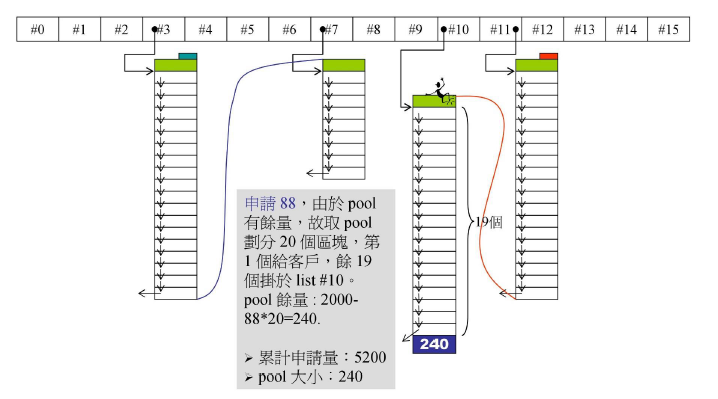 #0 #1 #2 #3 #4 #5 #6 #7 #8 #9 #10 #11 #12 #13 #14 #15
申請 88，由於 pool
有餘量，故取 pool
劃分 20 個區塊，第
1 個給客戶，餘 19
個掛於 list #10。
pool 餘量 : 2000-
88*20=240.
➢ 累計申請量：5200
➢ pool 大小：240
19個
240